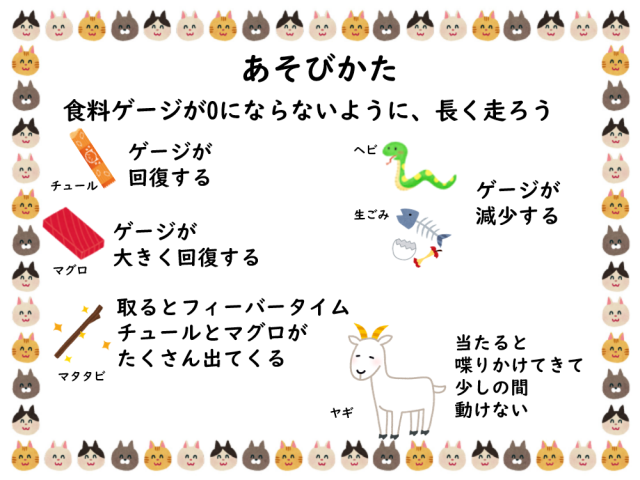 あそびかた
食料ゲージが0にならないように、長く走ろう
チュール
ゲージが
回復する
マグロ
ゲージが
大きく回復する
マタタビ
取るとフィーバータイム
チュールとマグロが
たくさん出てくる
ヘビ
生ごみ
ゲージが
減少する
ヤギ
当たると
喋りかけてきて
少しの間
動けない